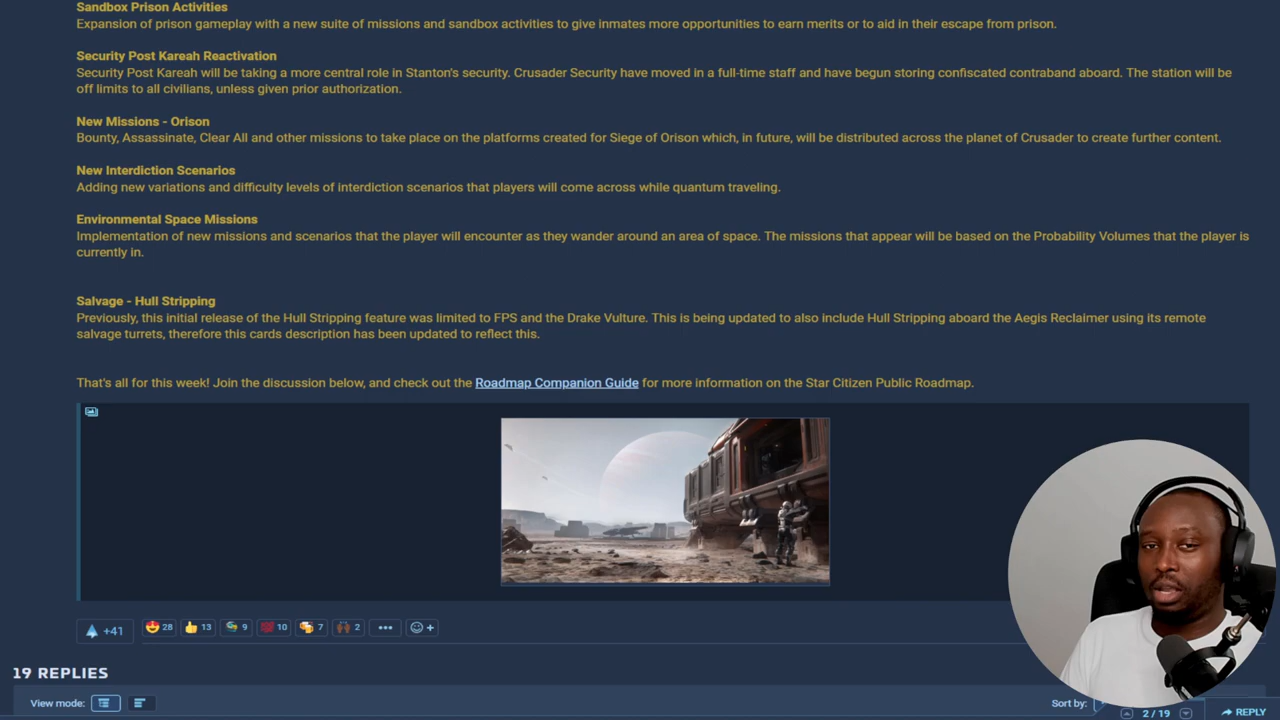 Sandbox Prison Activities
Expansion of prison gameplay with a new suite of missions and sandbox activities to give inmates more opportunities to earn merits or to aid in their escape from prison.
Security Post Kareah Reactivation
Security Post Kareah will be taking a more central role in Stanton's security. Crusader Security have moved in a full-time staff and have begun storing confiscated contraband aboard. The station will be
off limits to all civilians, unless given prior authorization.
New Missions - Orison
Bounty, Assassinate, Clear All and other missions to take place on the platforms created for Siege of Orison which, in future, will be distributed across the planet of Crusader to create further content.
New Interdiction Scenarios
Adding new variations and difficulty levels of interdiction scenarios that players will come across while quantum traveling.
Environmental Space Missions
Implementation of new missions and scenarios that the player will encounter as they wander around an area of space. The missions that appear will be based on the Probability Volumes that the player is
currently in.
Salvage - Hull Stripping
Previously, this initial release of the Hull Stripping feature was limited to FPS and the Drake Vulture. This is being updated to also include Hull Stripping aboard the Aegis Reclaimer using its remote
salvage turrets, therefore this cards description has been updated to reflect this.
That's all for this week! Join the discussion below, and check out the Roadmap Companion Guide for more information on the Star Citizen Public Roadmap.
+41 28 13 9 10 7 2 ••• +
19 REPLIES
View mode: Sort by:
2 / 19 REPLY